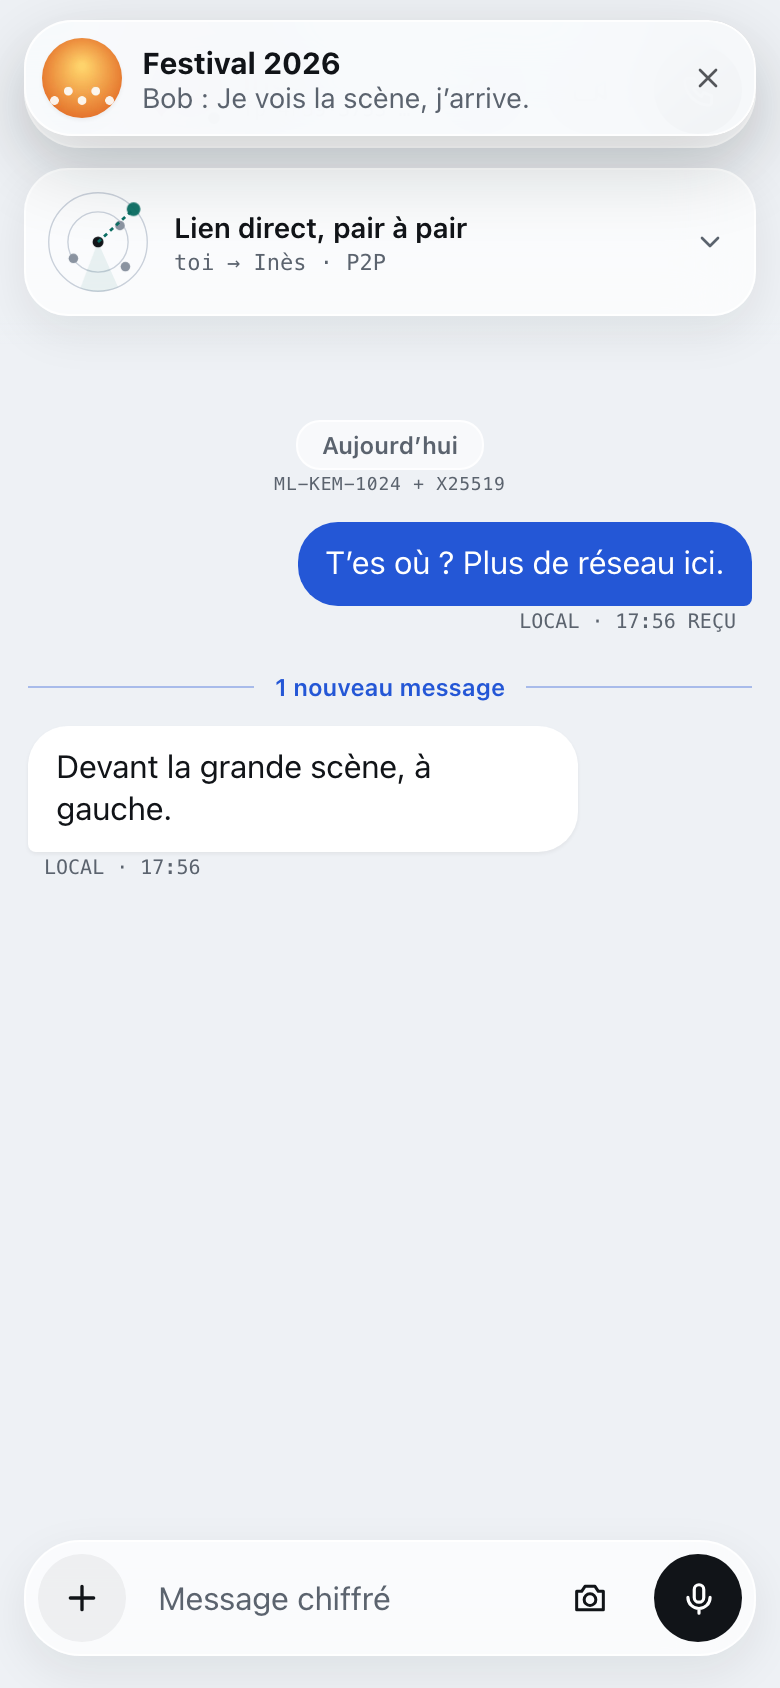 Festival 2026
Bob : Je vois la scène, j’arrive.
Lien direct, pair à pair
toi → Inès · P2P
Aujourd’hui
ML-KEM-1024 + X25519
T’es où ? Plus de réseau ici.
LOCAL · 17:56 REÇU
1 nouveau message
Devant la grande scène, à
gauche.
LOCAL · 17:56
Message chiffré